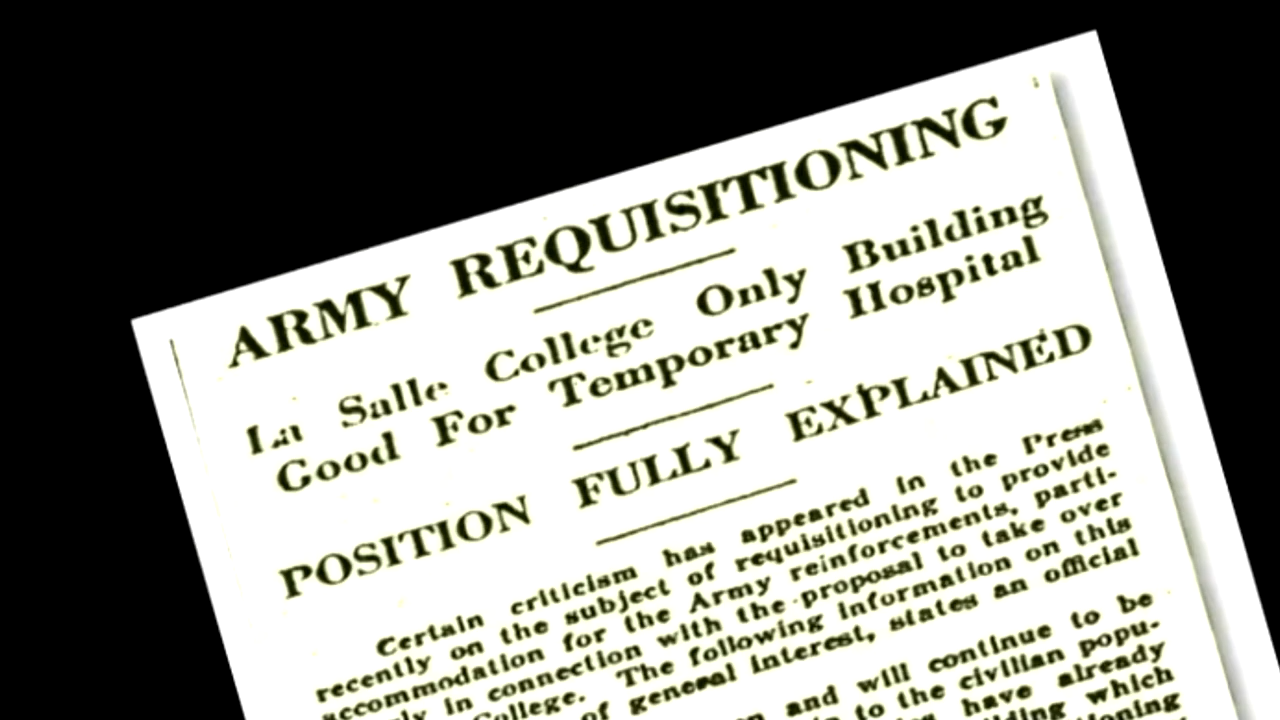 ARMY REQUISITIONING
La Salle College Only Building
Good For Temporary Hospital
POSITION FULLY EXPLAINED
Certain criticism has appeared in the Press
recently on the subject of requisitioning to provide
accommodation for the Army reinforcements, parti-
in connection with the proposal to take over
College. The following information on this
of general interest, states an official
and will continue to be
to the civilian popu-
have already
which